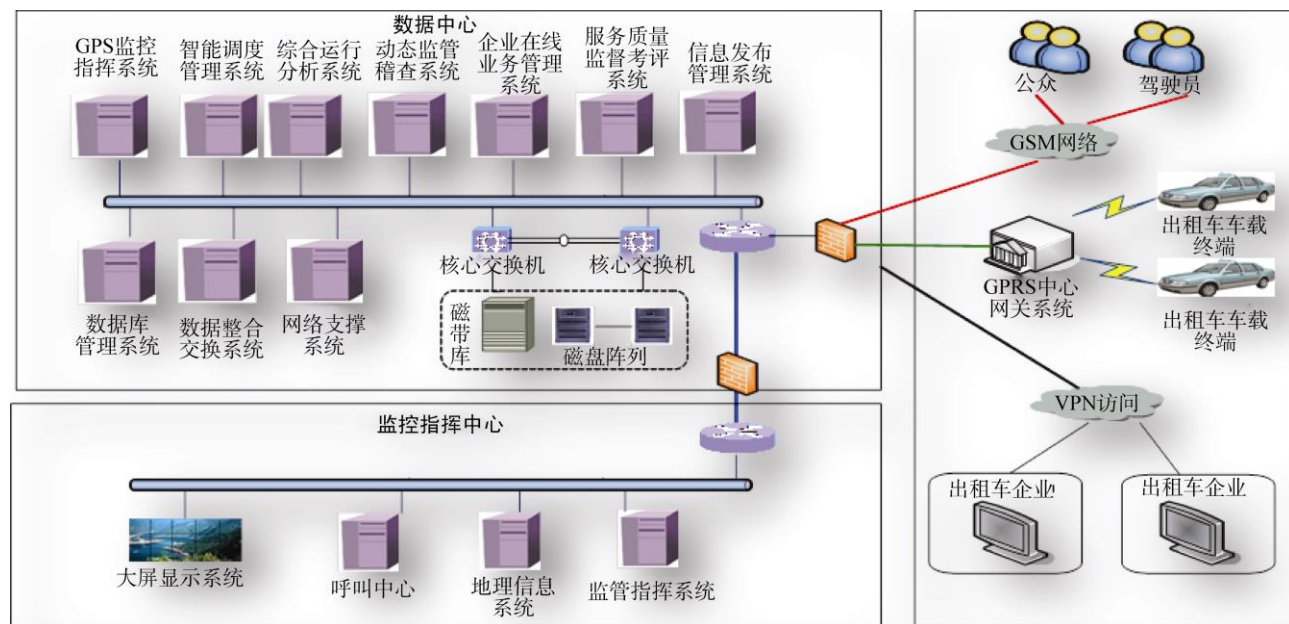 数据中心
GPS监控
指挥系统
智能调度
管理系统
综合运行
分析系统
动态监管
稽查系统
企业在线
业务管理
系统
服务质量
监督考评
系统
信息发布
管理系统
数据库
管理系统
数据整合
交换系统
网络支撑
系统
核心交换机
核心交换机
磁
带
库
磁盘阵列
监控指挥中心
大屏显示系统
呼叫中心
地理信息
系统
监管指挥系统
公众
驾驶员
GSM网络
出租车车载
终端
GPRS中心
网关系统
出租车车载
终端
VPN访问
出租车企业
出租车企业